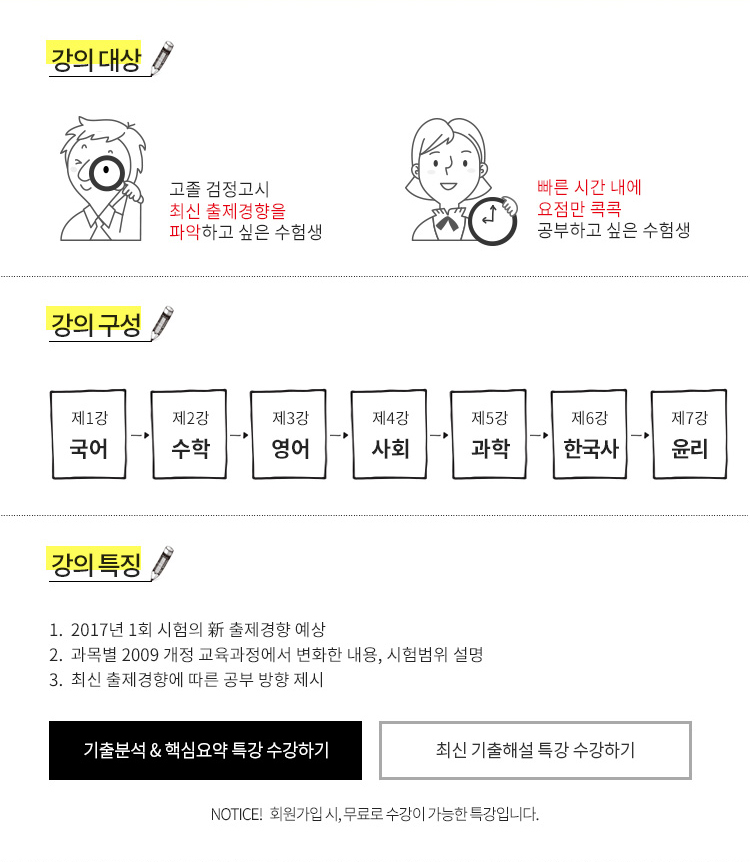 강의 대상
고졸 검정고시
최신 출제경향을
파악하고 싶은 수험생
빠른 시간 내에
요점만 콕콕
공부하고 싶은 수험생
강의 구성
제1강
국어
제2강
수학
제3강
영어
제4강
사회
제5강
과학
제6강
한국사
제7강
윤리
강의 특징
1. 2017년 1회 시험의 新 출제경향 예상
2. 과목별 2009 개정 교육과정에서 변화한 내용, 시험범위 설명
3. 최신 출제경향에 따른 공부 방향 제시
기출분석 & 핵심요약 특강 수강하기
최신 기출해설 특강 수강하기
NOTICE! 회원가입 시, 무료로 수강이 가능한 특강입니다.